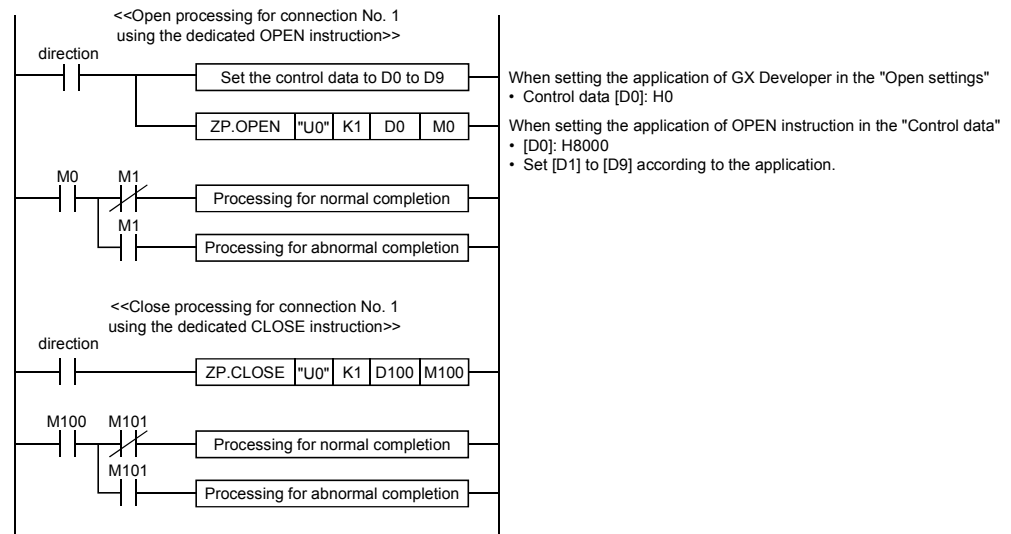 <<Open processing for connection No. 1
using the dedicated OPEN instruction>>
direction
Set the control data to D0 to D9
When setting the application of GX Developer in the "Open settings"
• Control data [D0]: H0
ZP.OPEN "U0" K1 D0 M0
When setting the application of OPEN instruction in the "Control data"
• [D0]: H8000
• Set [D1] to [D9] according to the application.
M0 M1
Processing for normal completion
M1
Processing for abnormal completion
<<Close processing for connection No. 1
using the dedicated CLOSE instruction>>
direction
ZP.CLOSE "U0" K1 D100 M100
M100 M101
Processing for normal completion
M101
Processing for abnormal completion